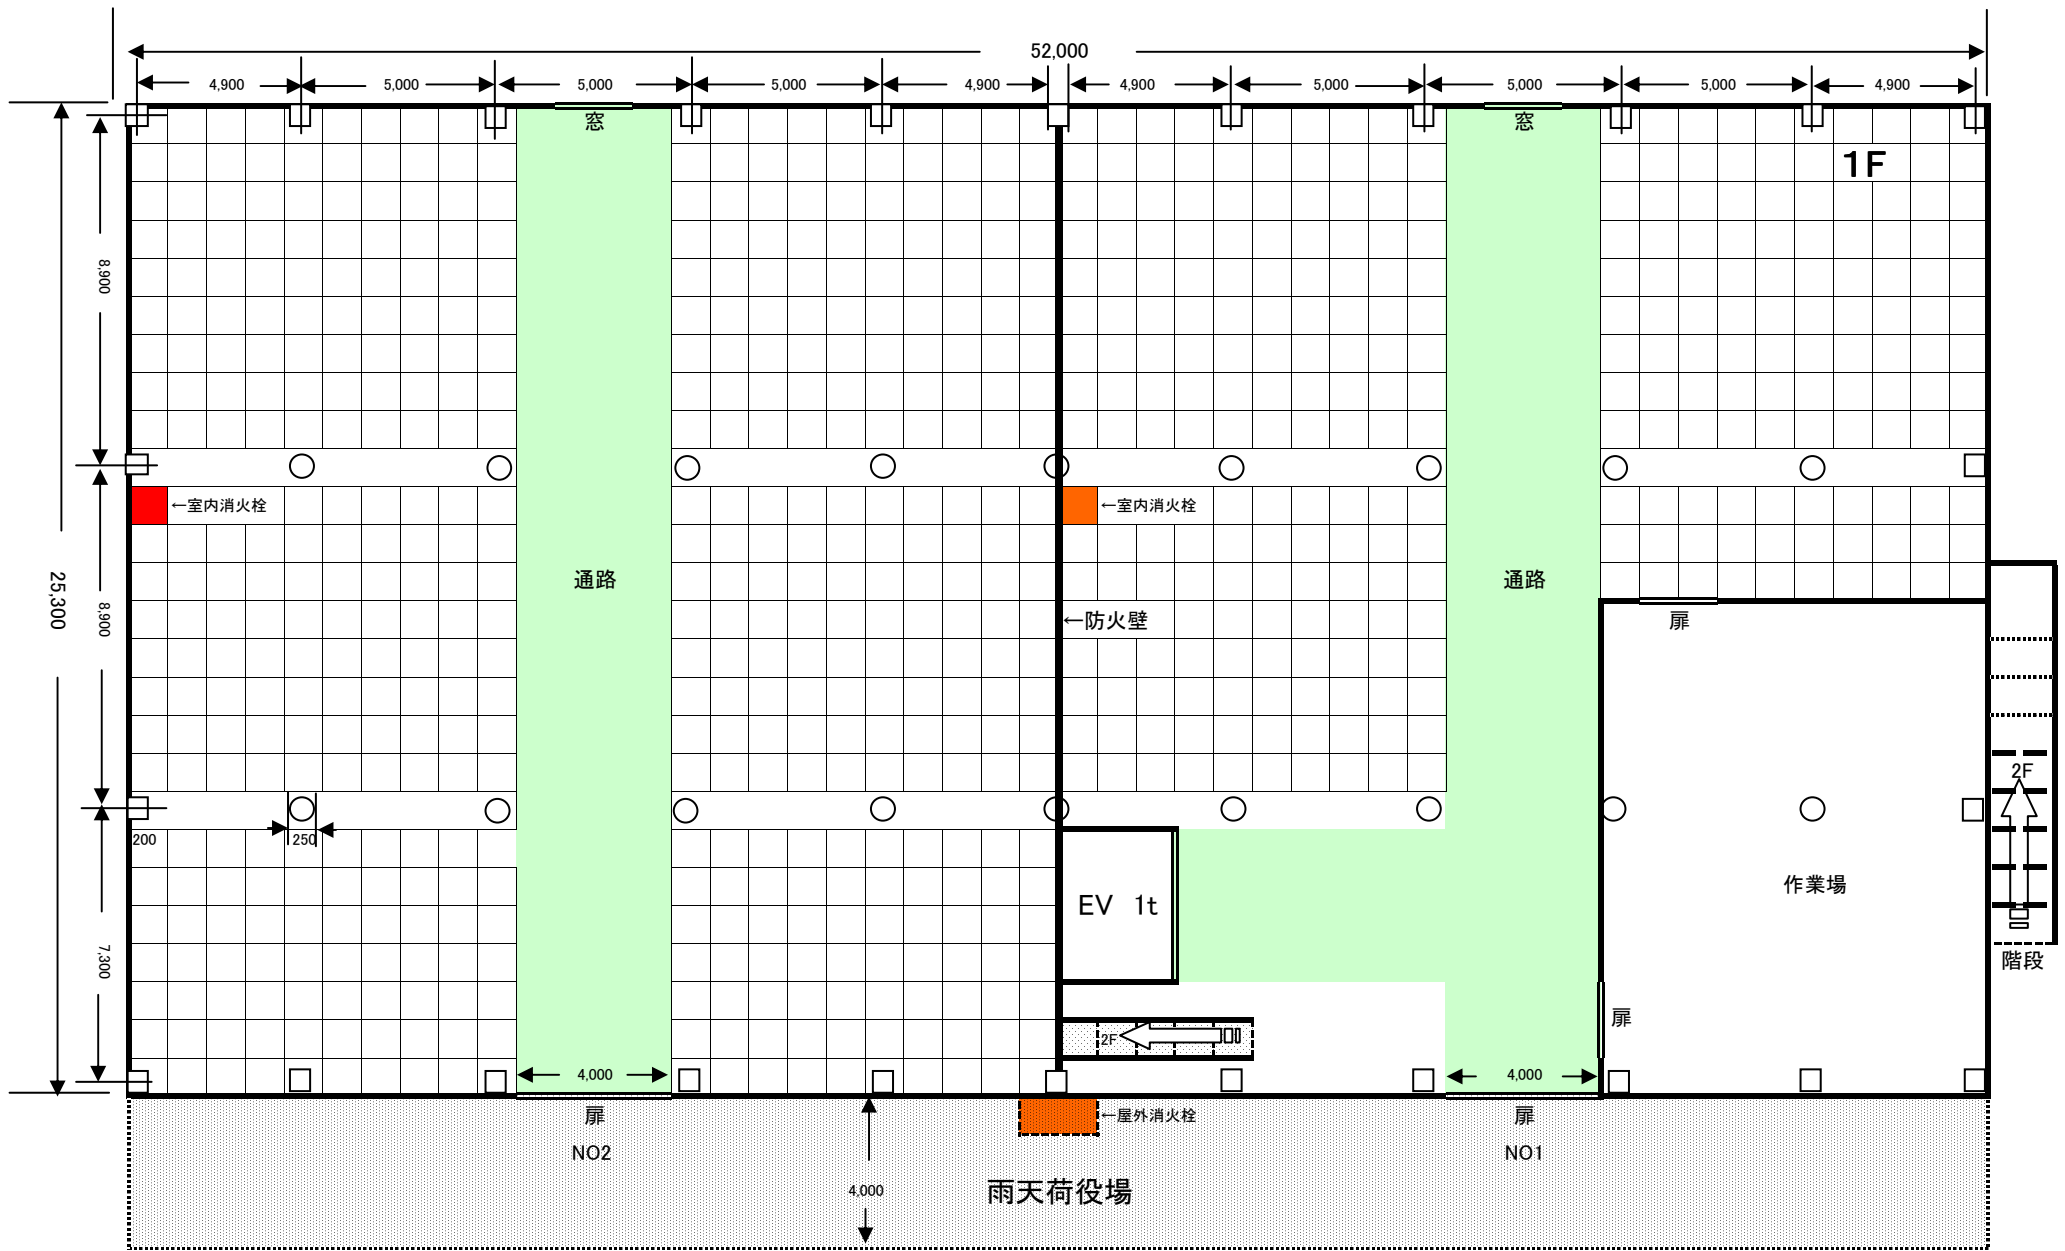 52,000
4,900
5,000
5,000
5,000
4,900
4,900
5,000
5,000
5,000
4,900
窓
窓
1F
8,900
←室内消火栓
←室内消火栓
25,300
通路
通路
8,900
←防火壁
扉
2F
200
250
作業場
EV 1t
7,300
階段
扉
2F
4,000
4,000
扉
←屋外消火栓
扉
NO2
NO1
4,000
雨天荷役場